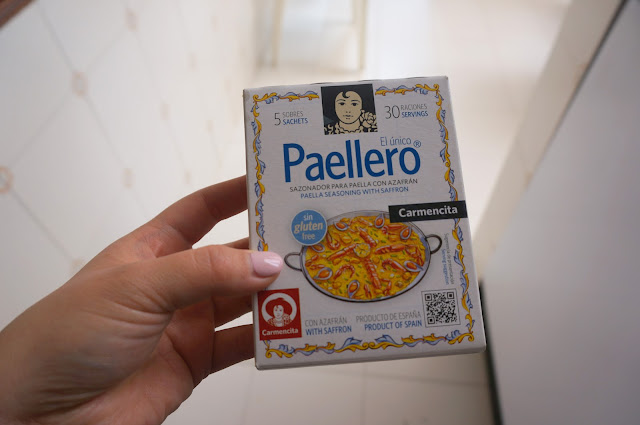 5 SOBRES
SACHETS
30 RACIONES
SERVINGS
El único
Paellero®
SAZONADOR PARA PAELLA CON AZAFRÁN
PAELLA SEASONING WITH SAFFRON
Carmencita
sin
gluten
free
Carmencita
CON AZAFRÁN
WITH SAFFRON
PRODUCTO DE ESPAÑA
PRODUCT OF SPAIN